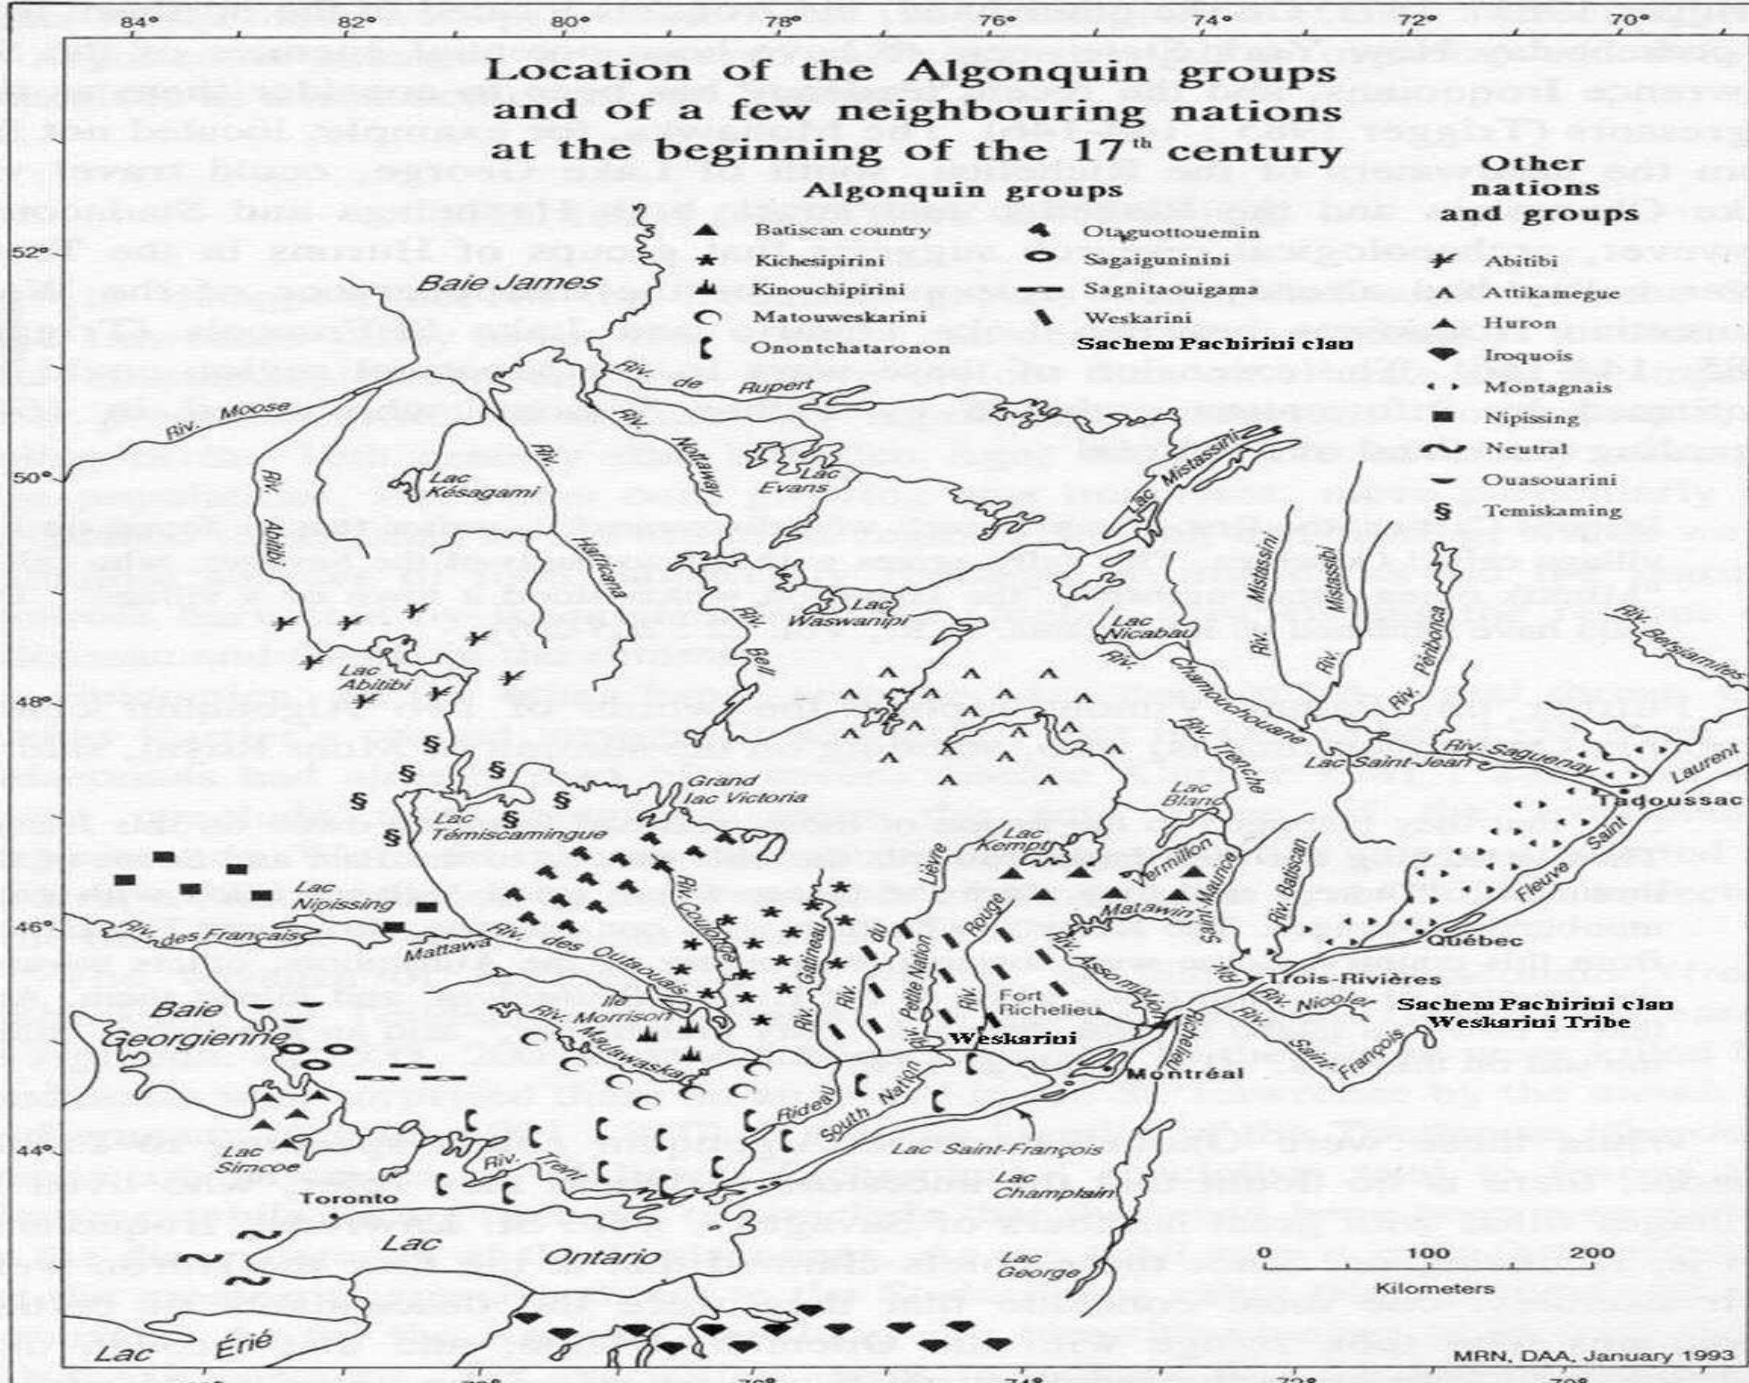 84° 82° 80° 78° 76° 74° 72° 70°
Location of the Algonquin groups
and of a few neighbouring nations
at the beginning of the 17th century
Algonquin groups
Batiscan country
Kichesipirini
Kinouchipirini
Matouweskarini
Onontchataronon
Otaguottouemin
Sagaiguninini
Sagnitaouigama
Weskarini
Sachem Pachirini clan
Other
nations
and groups
Abitibi
Attikamegue
Huron
Iroquois
Montagnais
Nipissing
Neutral
Ouasouarini
Temiskaming
52°
Baie James
Riv. de Rupert
Riv. Moose
Riv. Nottaway
50°
Riv. Abitibi
Lac
Késagami
Riv. Harricana
Lac
Evans
Lac Mistassini
Riv. Mistassini
Riv. Mistassibi
Riv. Péribonca
Riv. Betsiamites
Lac
Waswanipi
Riv. Bell
Lac
Nicabau
Riv. Chamouchouane
Lac
Abitibi
48°
Riv. Trenche
Lac Saint-Jean
Riv. Saguenay
Laurent
Tadoussac
Grand
lac Victoria
Lac
Blanc
Lac
Témiscamingue
Lac
Kempt
Vermillon
Saint
Fleuve
Lac
Nipissing
Riv. Coulonge
Riv. du Lièvre
Riv. Rouge
Matawin
Riv. Saint-Maurice
Riv. Batiscan
46°
Riv. des Français
Mattawa
Riv. des Outaouais
Riv. Gatineau
Riv. Petite Nation
Riv. Assomption
Québec
Trois-Rivières
Riv. Nicolet
Baie
Georgienne
Ile
Morrison
Riv. Madawaska
Fort
Richelieu
Sachem Pachirini clan
Weskarini Tribe
Weskarini
Richelieu
Riv. Saint-François
Montréal
Rideau
South Nation
44°
Lac
Simcoe
Riv. Trent
Lac Saint-François
Toronto
Lac
Champlain
Lac Ontario
Lac
George
0 100 200
Kilometers
Lac Érié
MRN, DAA, January 1993